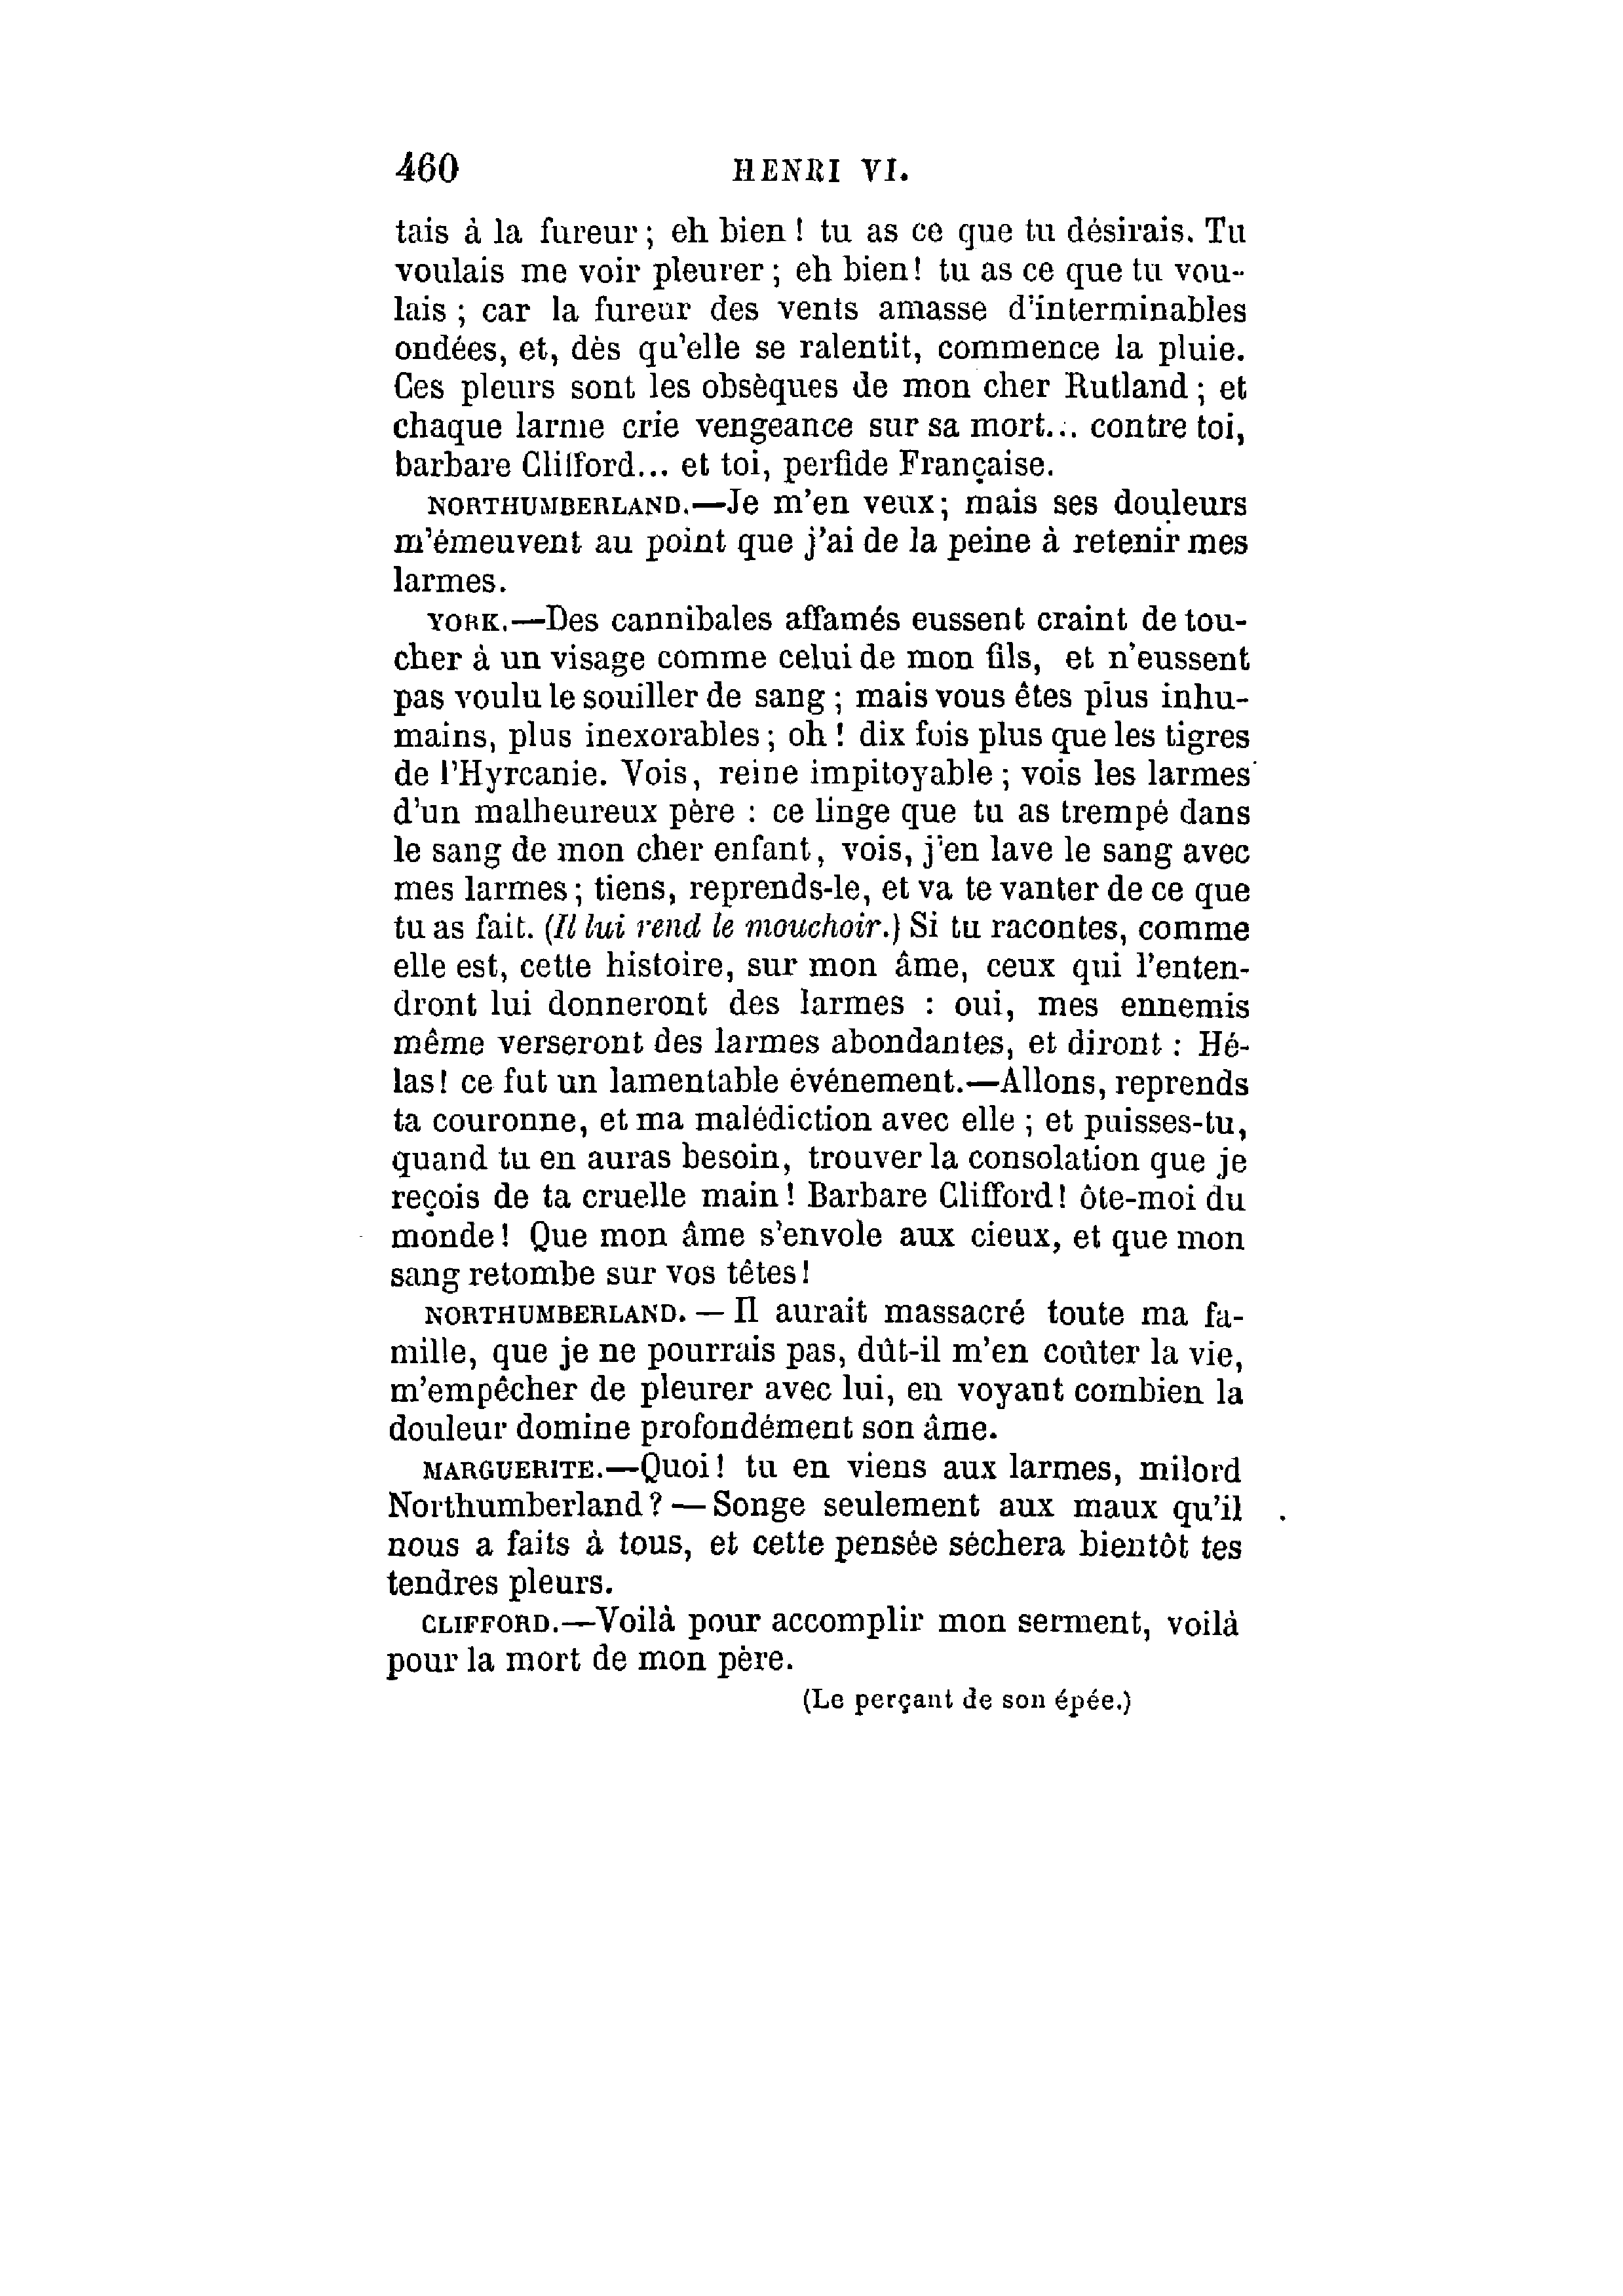 460 HENRI VI.
tais à la fureur ; eh bien ! tu as ce que tu désirais. Tu
voulais me voir pleurer ; eh bien ! tu as ce que tu vou-
lais ; car la fureur des vents amasse d'interminables
ondées, et, dès qu'elle se ralentit, commence la pluie.
Ces pleurs sont les obsèques de mon cher Rutland ; et
chaque larme crie vengeance sur sa mort... contre toi,
barbare Clifford... et toi, perfide Française.
NORTHUMBERLAND.—Je m'en veux ; mais ses douleurs
m'émeuvent au point que j'ai de la peine à retenir mes
larmes.
YORK.—Des cannibales affamés eussent craint de tou-
cher à un visage comme celui de mon fils, et n'eussent
pas voulu le souiller de sang ; mais vous êtes plus inhu-
mains, plus inexorables ; oh ! dix fois plus que les tigres
de l'Hyrcanie. Vois, reine impitoyable ; vois les larmes
d'un malheureux père : ce linge que tu as trempé dans
le sang de mon cher enfant, vois, j'en lave le sang avec
mes larmes ; tiens, reprends-le, et va te vanter de ce que
tu as fait. (Il lui rend le mouchoir.) Si tu racontes, comme
elle est, cette histoire, sur mon âme, ceux qui l'enten-
dront lui donneront des larmes : oui, mes ennemis
même verseront des larmes abondantes, et diront : Hé-
las ! ce fut un lamentable événement.—Allons, reprends
ta couronne, et ma malédiction avec elle ; et puisses-tu,
quand tu en auras besoin, trouver la consolation que je
reçois de ta cruelle main ! Barbare Clifford ! ôte-moi du
monde ! Que mon âme s'envole aux cieux, et que mon
sang retombe sur vos têtes !
NORTHUMBERLAND. — Il aurait massacré toute ma fa-
mille, que je ne pourrais pas, dût-il m'en coûter la vie,
m'empêcher de pleurer avec lui, en voyant combien la
douleur domine profondément son âme.
MARGUERITE.—Quoi ! tu en viens aux larmes, milord
Northumberland ? — Songe seulement aux maux qu'il
nous a faits à tous, et cette pensée séchera bientôt tes
tendres pleurs.
CLIFFORD.—Voilà pour accomplir mon serment, voilà
pour la mort de mon père.
(Le perçant de son épée.)